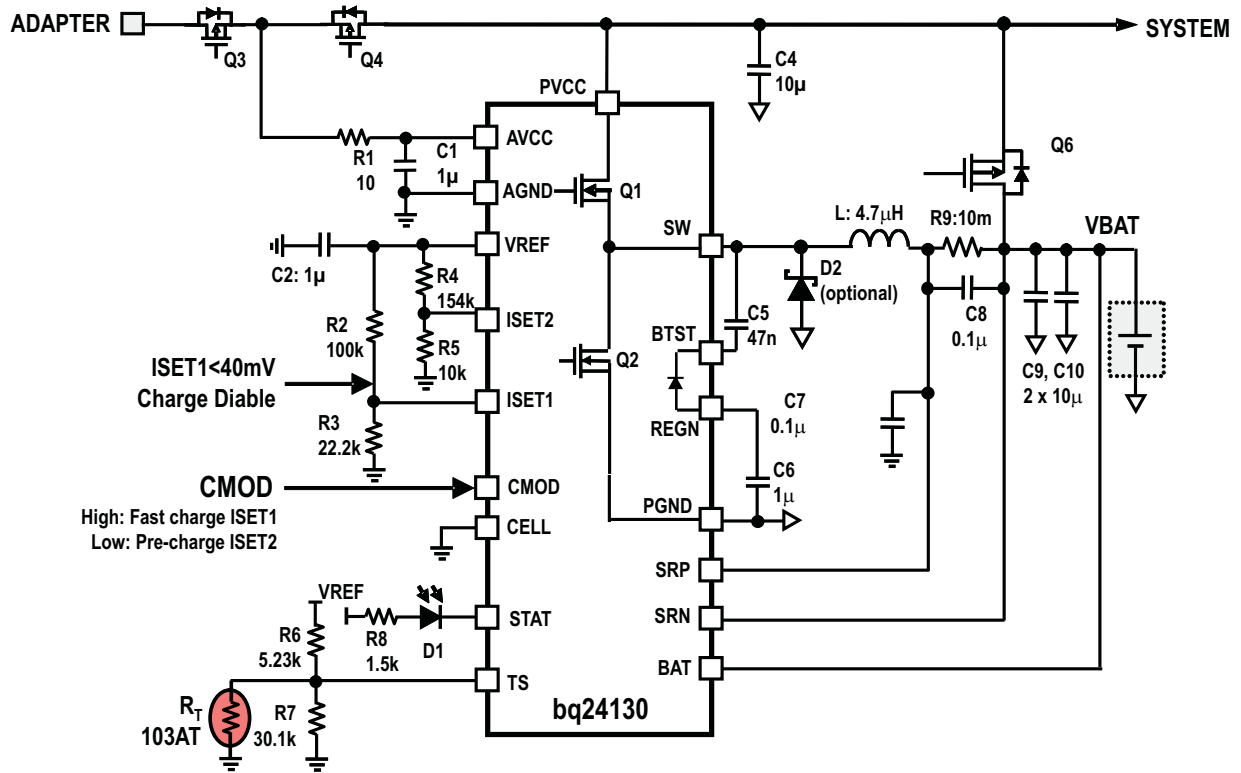 ADAPTER
Q3
Q4
SYSTEM
C4
10µ
PVCC
Q6
R1
10
C1
1µ
AVCC
AGND
Q1
SW
L: 4.7µH
R9:10m
VBAT
C2: 1µ
VREF
R4
154k
D2
(optional)
C5
47n
C8
0.1µ
R2
100k
ISET2
R5
10k
BTST
Q2
C9, C10
2 x 10µ
ISET1<40mV
Charge Diable
ISET1
REGN
C7
0.1µ
R3
22.2k
C6
1µ
CMOD
High: Fast charge ISET1
Low: Pre-charge ISET2
CMOD
PGND
CELL
SRP
VREF
STAT
SRN
R6
5.23k
R8
1.5k
D1
BAT
TS
RT
103AT
R7
30.1k
bq24130